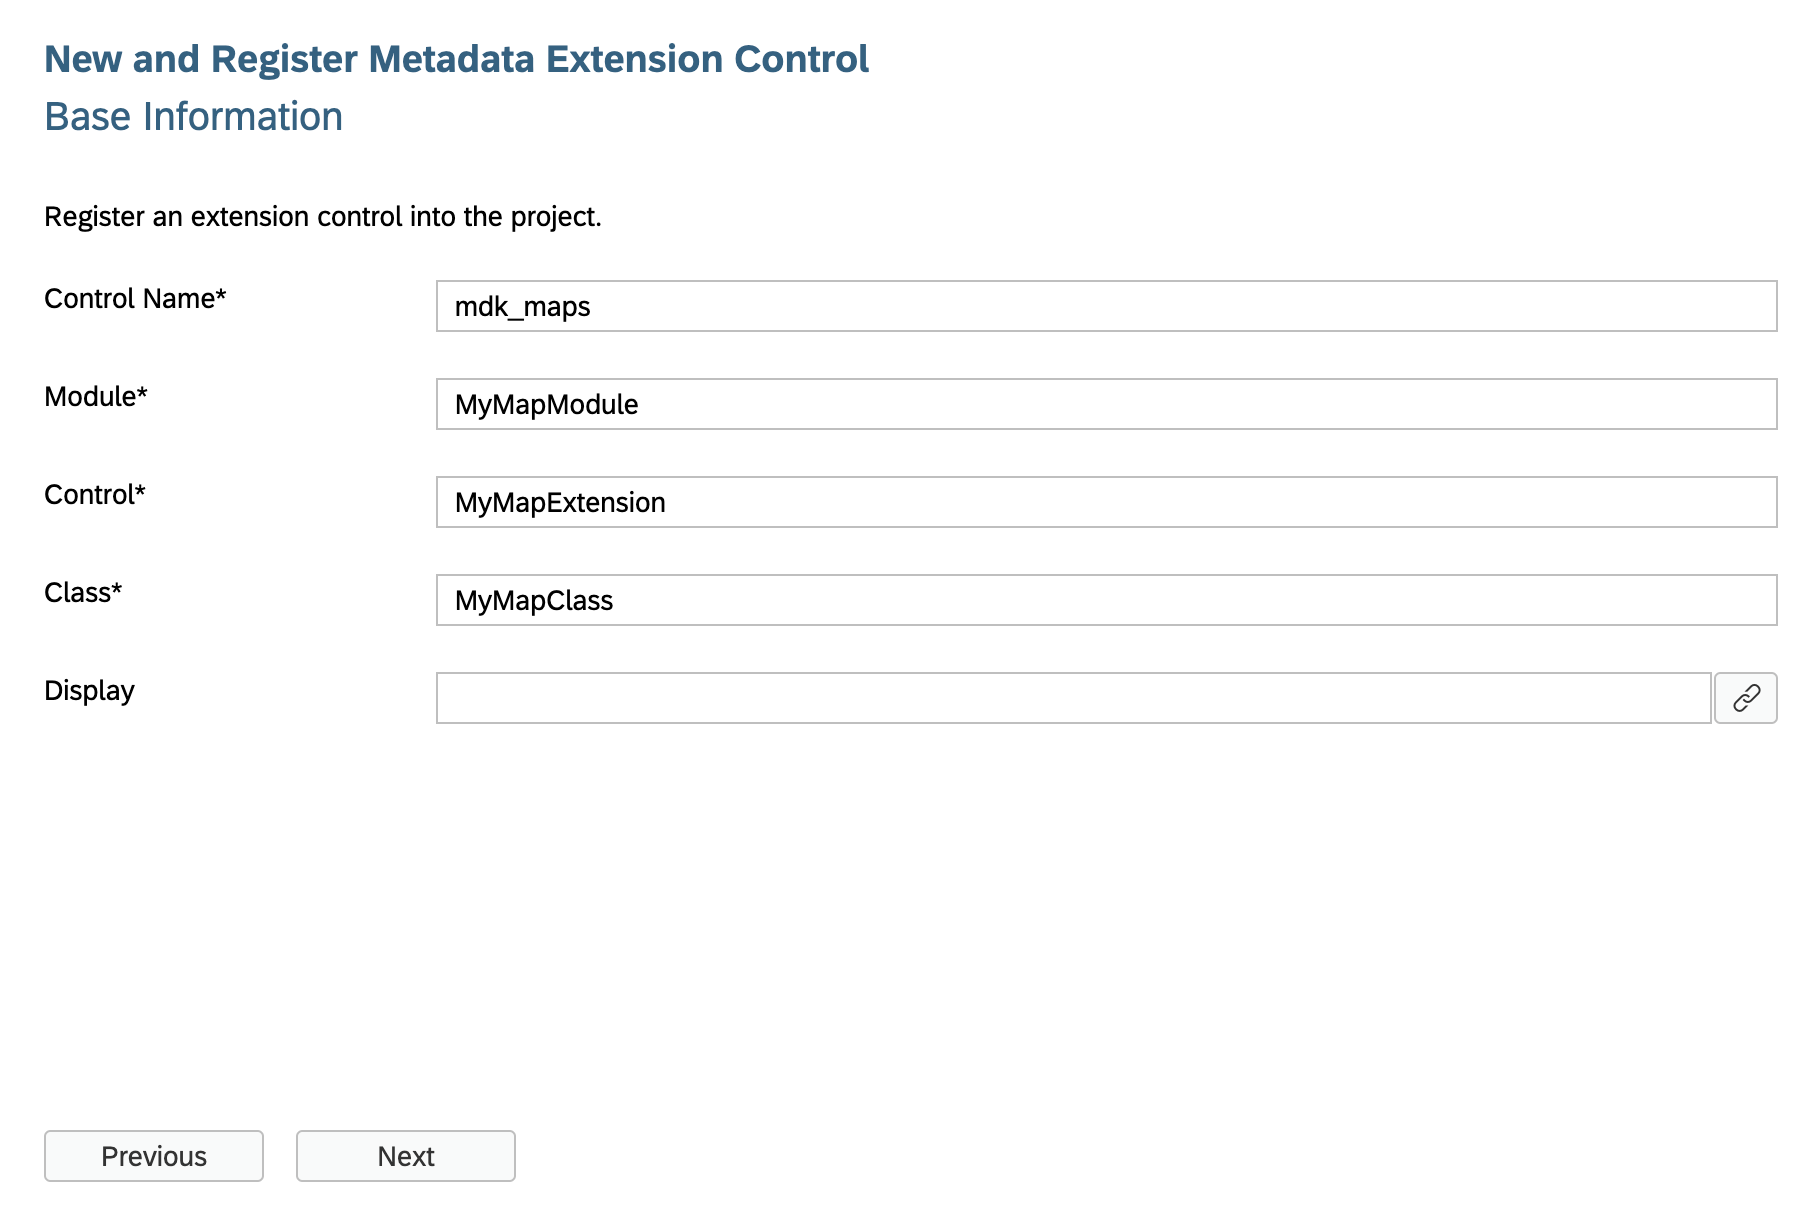 New and Register Metadata Extension Control
Base Information
Register an extension control into the project.
Control Name* mdk_maps
Module* MyMapModule
Control* MyMapExtension
Class* MyMapClass
Display
Previous Next